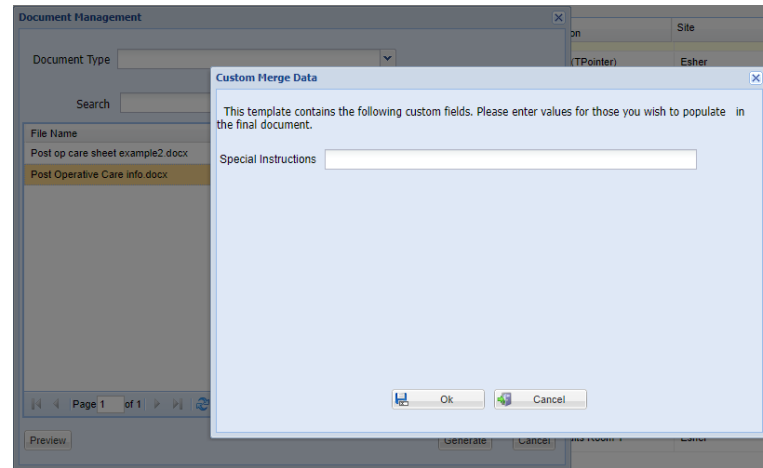 Document Management
on
Site
Document Type
(TPointer)
Esher
Custom Merge Data
Search
This template contains the following custom fields. Please enter values for those you wish to populate in
the final document.
File Name
Post op care sheet example2.docx
Special Instructions
Post Operative Care info.docx
Ok
Cancel
Page 1 of 1
Preview
Generate
Cancel
Room 1
Esher